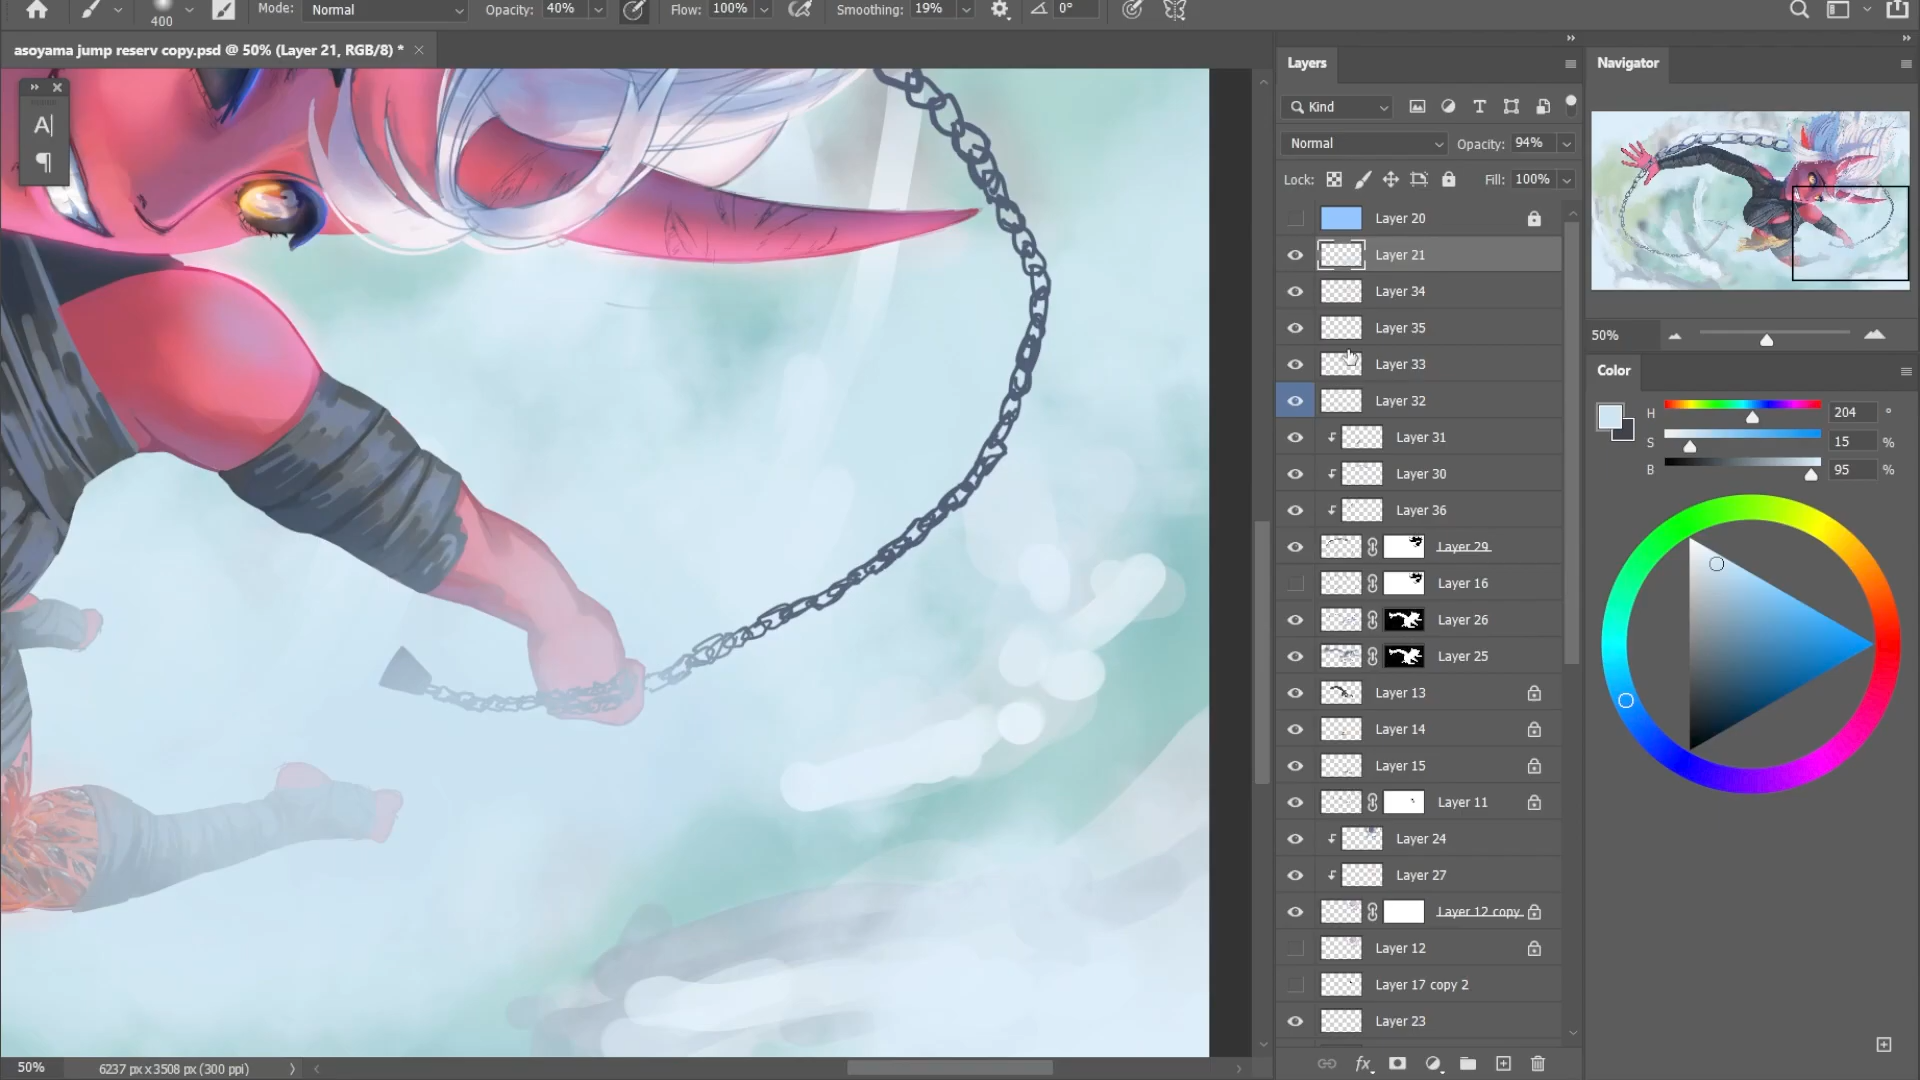 400
Mode: Normal
Opacity: 40%
Flow: 100%
Smoothing: 19%
0°
asoyama jump reserv copy.psd @ 50% (Layer 21, RGB/8) *
A
¶
Layers
Kind
Normal
Opacity: 94%
Lock:
Fill: 100%
Layer 20
Layer 21
Layer 34
Layer 35
Layer 33
Layer 32
Layer 31
Layer 30
Layer 36
Layer 29
Layer 16
Layer 26
Layer 25
Layer 13
Layer 14
Layer 15
Layer 11
Layer 24
Layer 27
Layer 12 copy
Layer 12
Layer 17 copy 2
Layer 23
fx
Navigator
50%
Color
H 204 °
S 15 %
B 95 %
50%
6237 px x 3508 px (300 ppi)